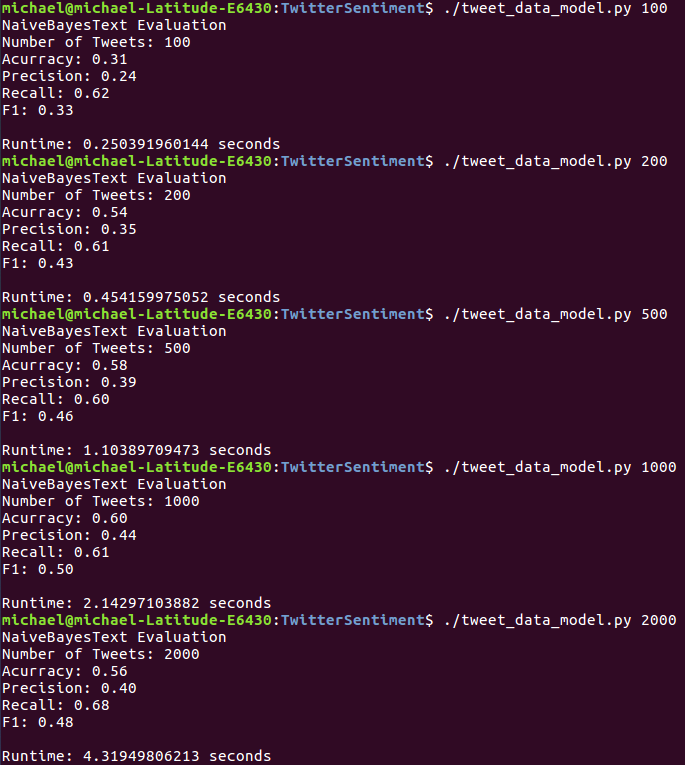 michael@michael-Latitude-E6430:TwitterSentiment$ ./tweet_data_model.py 100
NaiveBayesText Evaluation
Number of Tweets: 100
Acurracy: 0.31
Precision: 0.24
Recall: 0.62
F1: 0.33
Runtime: 0.250391960144 seconds
michael@michael-Latitude-E6430:TwitterSentiment$ ./tweet_data_model.py 200
NaiveBayesText Evaluation
Number of Tweets: 200
Acurracy: 0.54
Precision: 0.35
Recall: 0.61
F1: 0.43
Runtime: 0.454159975052 seconds
michael@michael-Latitude-E6430:TwitterSentiment$ ./tweet_data_model.py 500
NaiveBayesText Evaluation
Number of Tweets: 500
Acurracy: 0.58
Precision: 0.39
Recall: 0.60
F1: 0.46
Runtime: 1.10389709473 seconds
michael@michael-Latitude-E6430:TwitterSentiment$ ./tweet_data_model.py 1000
NaiveBayesText Evaluation
Number of Tweets: 1000
Acurracy: 0.60
Precision: 0.44
Recall: 0.61
F1: 0.50
Runtime: 2.14297103882 seconds
michael@michael-Latitude-E6430:TwitterSentiment$ ./tweet_data_model.py 2000
NaiveBayesText Evaluation
Number of Tweets: 2000
Acurracy: 0.56
Precision: 0.40
Recall: 0.68
F1: 0.48
Runtime: 4.31949806213 seconds